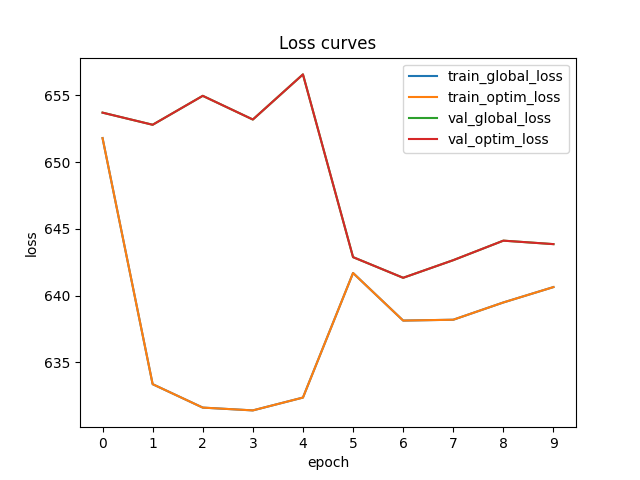 Loss curves
train_global_loss
train_optim_loss
val_global_loss
val_optim_loss
655
650
645
640
635
loss
0 1 2 3 4 5 6 7 8 9
epoch